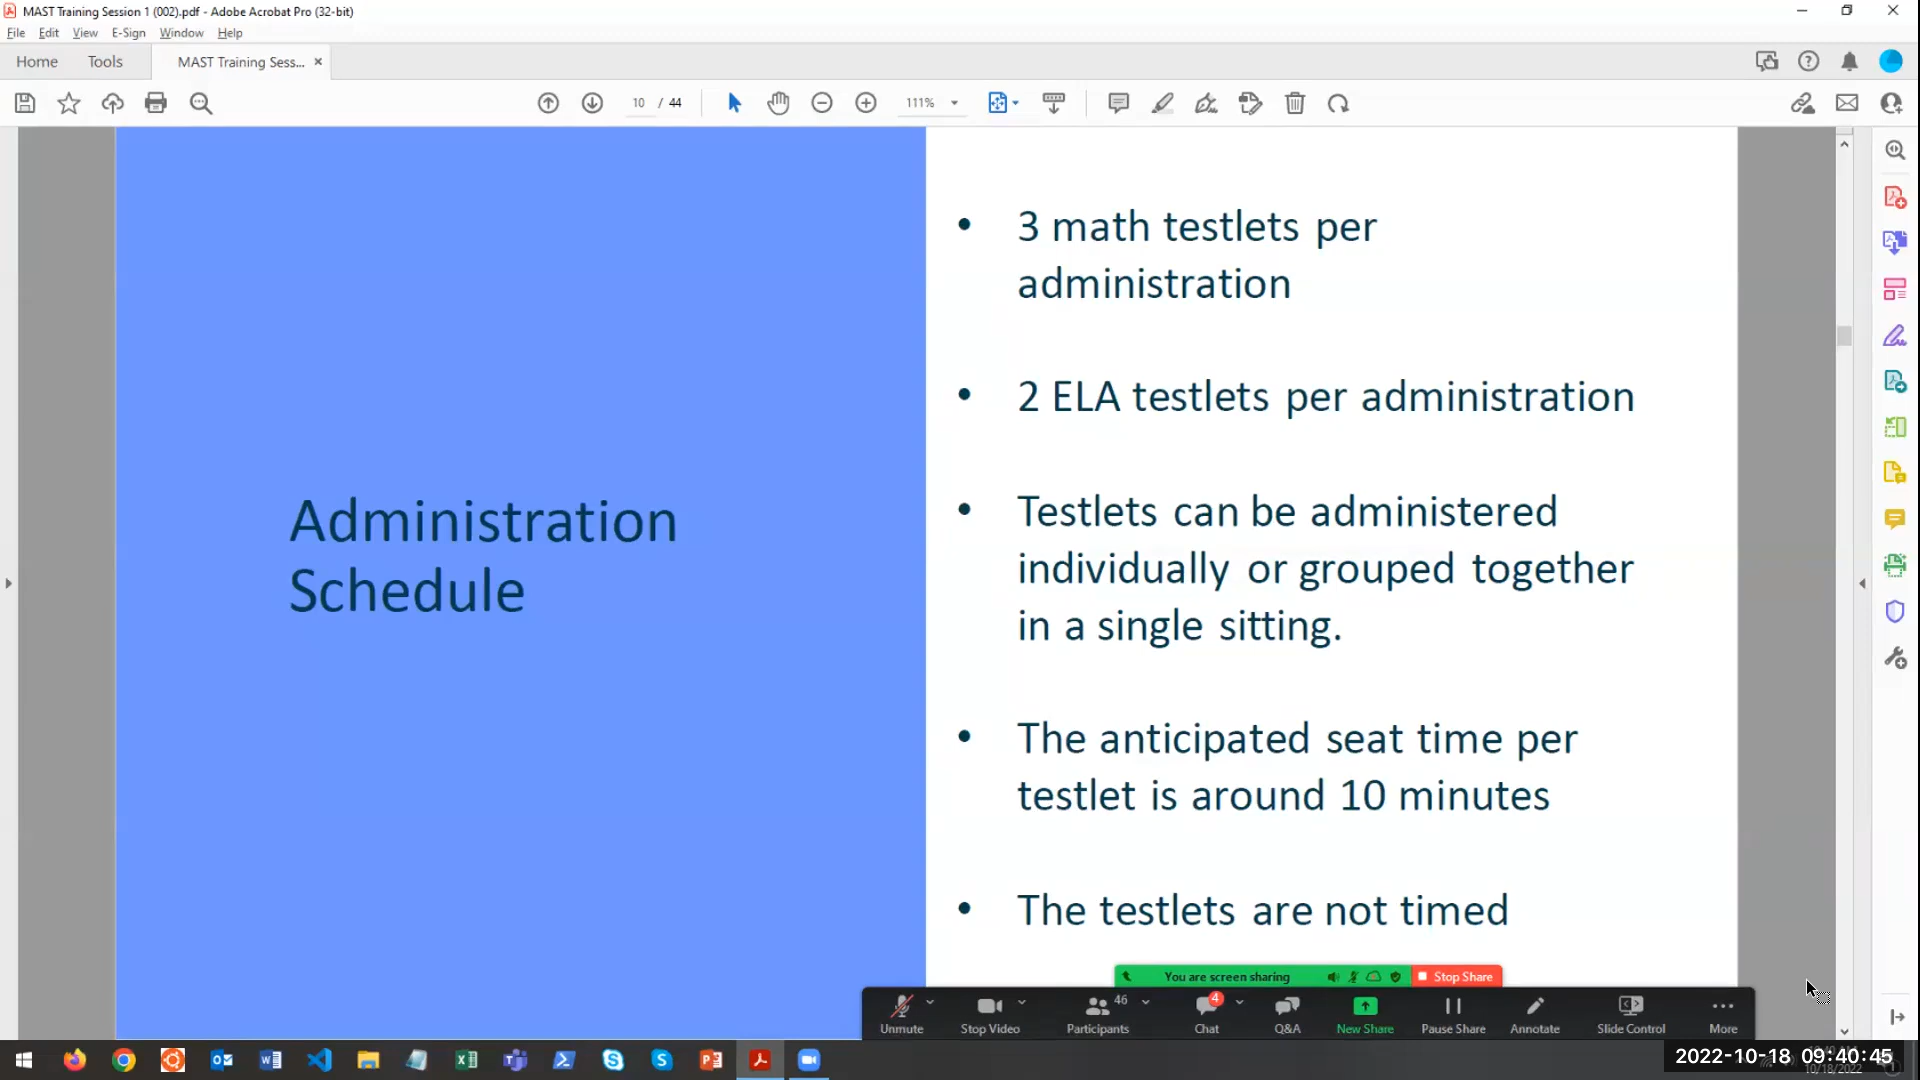 MAST Training Session 1 (002).pdf - Adobe Acrobat Pro (32-bit)
File Edit View E-Sign Window Help
Home Tools MAST Training Sess... ×
10 / 44 111%
3 math testlets per
administration
2 ELA testlets per administration
Administration
Schedule
Testlets can be administered
individually or grouped together
in a single sitting.
The anticipated seat time per
testlet is around 10 minutes
The testlets are not timed
You are screen sharing Stop Share
46 4
Unmute Stop Video Participants Chat Q&A New Share Pause Share Annotate Slide Control More
2022-10-18 09:40:45
10/18/2022